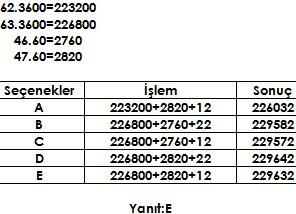 62.3600=223200
63.3600=226800
46.60=2760
47.60=2820
Seçenekler İşlem Sonuç
A 223200+2820+12 226032
B 226800+2760+22 229582
C 226800+2760+12 229572
D 226800+2820+22 229642
E 226800+2820+12 229632
Yanıt:E